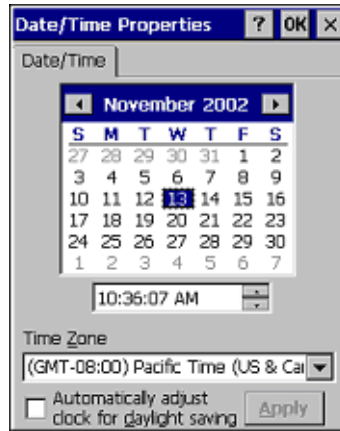 Date/Time Properties ? OK ×
Date/Time
November 2002
S M T W T F S
27 28 29 30 31 1 2
3 4 5 6 7 8 9
10 11 12 13 14 15 16
17 18 19 20 21 22 23
24 25 26 27 28 29 30
1 2 3 4 5 6 7
10:36:07 AM
Time Zone
(GMT-08:00) Pacific Time (US & Cai
Automatically adjust
clock for daylight saving
Apply